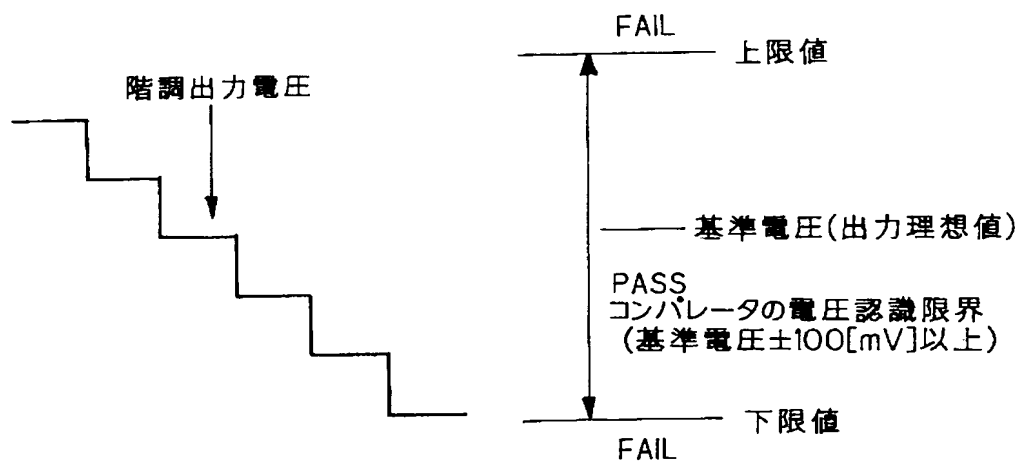 FAIL
上限値
階調出力電圧
基準電圧(出力理想値)
PASS
コンパレータの電圧認識限界
(基準電圧±100[mV]以上)
下限値
FAIL